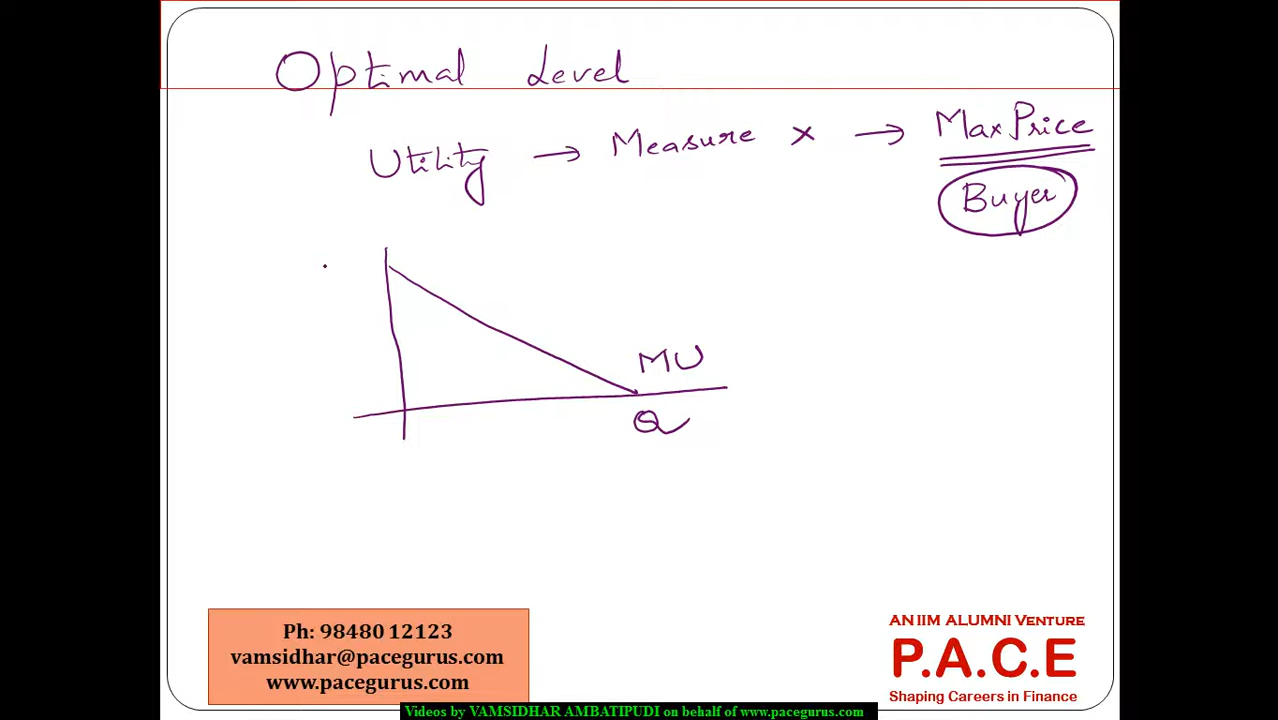 Optimal Level
Utility → Measure × → Max Price
Buyer
MU
Q
Ph: 98480 12123
vamsidhar@pacegurus.com
www.pacegurus.com
AN IIM ALUMNI VENTURE
P.A.C.E
Shaping Careers in Finance
Videos by VAMSIDHAR AMBATIPUDI on behalf of www.pacegurus.com